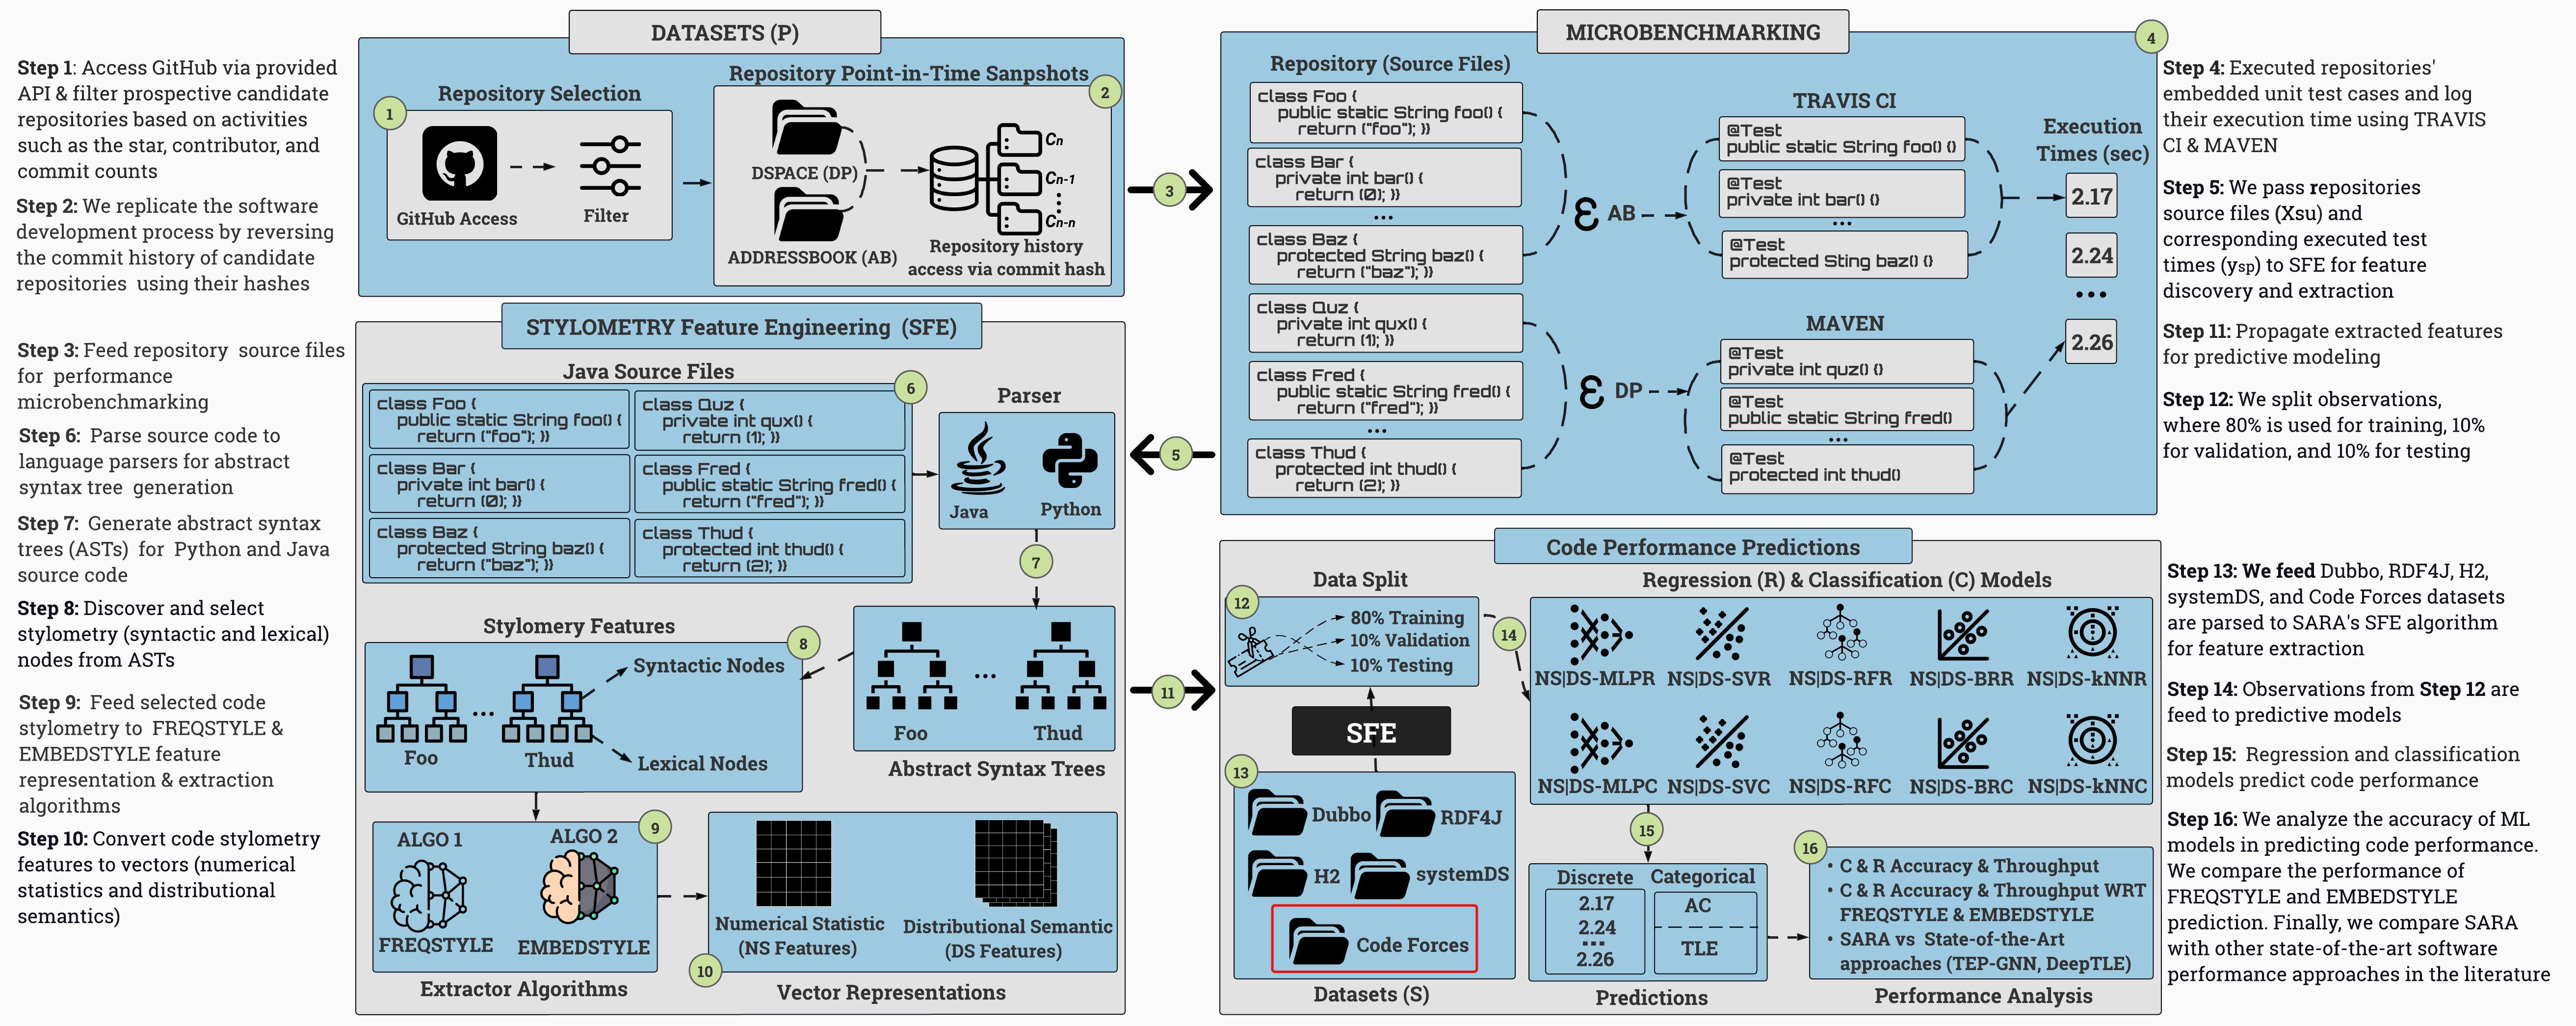 Step 1: Access GitHub via provided
API & filter prospective candidate
repositories based on activities
such as the star, contributor, and
commit counts
Step 2: We replicate the software
development process by reversing
the commit history of candidate
repositories using their hashes
Step 3: Feed repository source files
for performance
microbenchmarking
Step 6: Parse source code to
language parsers for abstract
syntax tree generation
Step 7: Generate abstract syntax
trees (ASTs) for Python and Java
source code
Step 8: Discover and select
stylometry (syntactic and lexical)
nodes from ASTs
Step 9: Feed selected code
stylometry to FREQSTYLE &
EMBEDSTYLE feature
representation & extraction
algorithms
Step 10: Convert code stylometry
features to vectors (numerical
statistics and distributional
semantics)
DATASETS (P)
Repository Selection
1
GitHub Access
Filter
Repository Point-in-Time Sanpshots
2
DSPACE (DP)
ADDRESSBOOK (AB)
Cn
Cn-1
Cn-n
Repository history
access via commit hash
3
STYLOMETRY Feature Engineering (SFE)
Java Source Files
6
class Foo {
public static String foo() {
return ("foo"); }}
class Bar {
private int bar() {
return (0); }}
class Baz {
protected String baz() {
return ("baz"); }}
class Quz {
private int qux() {
return (1); }}
class Fred {
public static String fred() {
return ("fred"); }}
class Thud {
protected int thud() {
return (2); }}
Parser
Java
Python
5
7
Stylomery Features
8
Syntactic Nodes
...
Foo
Thud
Lexical Nodes
...
Foo
Thud
Abstract Syntax Trees
11
9
ALGO 1
ALGO 2
FREQSTYLE
EMBEDSTYLE
Extractor Algorithms
10
Numerical Statistic
(NS Features)
Distributional Semantic
(DS Features)
Vector Representations
MICROBENCHMARKING
4
Repository (Source Files)
class Foo {
public static String foo() {
return ("foo"); }}
class Bar {
private int bar() {
return (0); }}
...
class Baz {
protected String baz() {
return ("baz"); }}
class Quz {
private int qux() {
return (1); }}
class Fred {
public static String fred() {
return ("fred"); }}
...
class Thud {
protected int thud() {
return (2); }}
Ɛ AB
Ɛ DP
TRAVIS CI
@Test
public static String foo() {}
@Test
private int bar() {}
...
@Test
protected Sting baz() {}
MAVEN
@Test
private int quz() {}
@Test
public static String fred()
...
@Test
protected int thud()
Execution
Times (sec)
2.17
2.24
...
2.26
Code Performance Predictions
Data Split
12
80% Training
10% Validation
10% Testing
14
SFE
13
Dubbo
RDF4J
H2
systemDS
Code Forces
Datasets (S)
Regression (R) & Classification (C) Models
NS|DS-MLPR
NS|DS-SVR
NS|DS-RFR
NS|DS-BRR
NS|DS-kNNR
NS|DS-MLPC
NS|DS-SVC
NS|DS-RFC
NS|DS-BRC
NS|DS-kNNC
15
Discrete
2.17
2.24
...
2.26
Categorical
AC
TLE
Predictions
16
• C & R Accuracy & Throughput
• C & R Accuracy & Throughput WRT
FREQSTYLE & EMBEDSTYLE
• SARA vs State-of-the-Art
approaches (TEP-GNN, DeepTLE)
Performance Analysis
Step 4: Executed repositories'
embedded unit test cases and log
their execution time using TRAVIS
CI & MAVEN
Step 5: We pass repositories
source files (Xsu) and
corresponding executed test
times (ysp) to SFE for feature
discovery and extraction
Step 11: Propagate extracted features
for predictive modeling
Step 12: We split observations,
where 80% is used for training, 10%
for validation, and 10% for testing
Step 13: We feed Dubbo, RDF4J, H2,
systemDS, and Code Forces datasets
are parsed to SARA's SFE algorithm
for feature extraction
Step 14: Observations from Step 12 are
feed to predictive models
Step 15: Regression and classification
models predict code performance
Step 16: We analyze the accuracy of ML
models in predicting code performance.
We compare the performance of
FREQSTYLE and EMBEDSTYLE
prediction. Finally, we compare SARA
with other state-of-the-art software
performance approaches in the literature